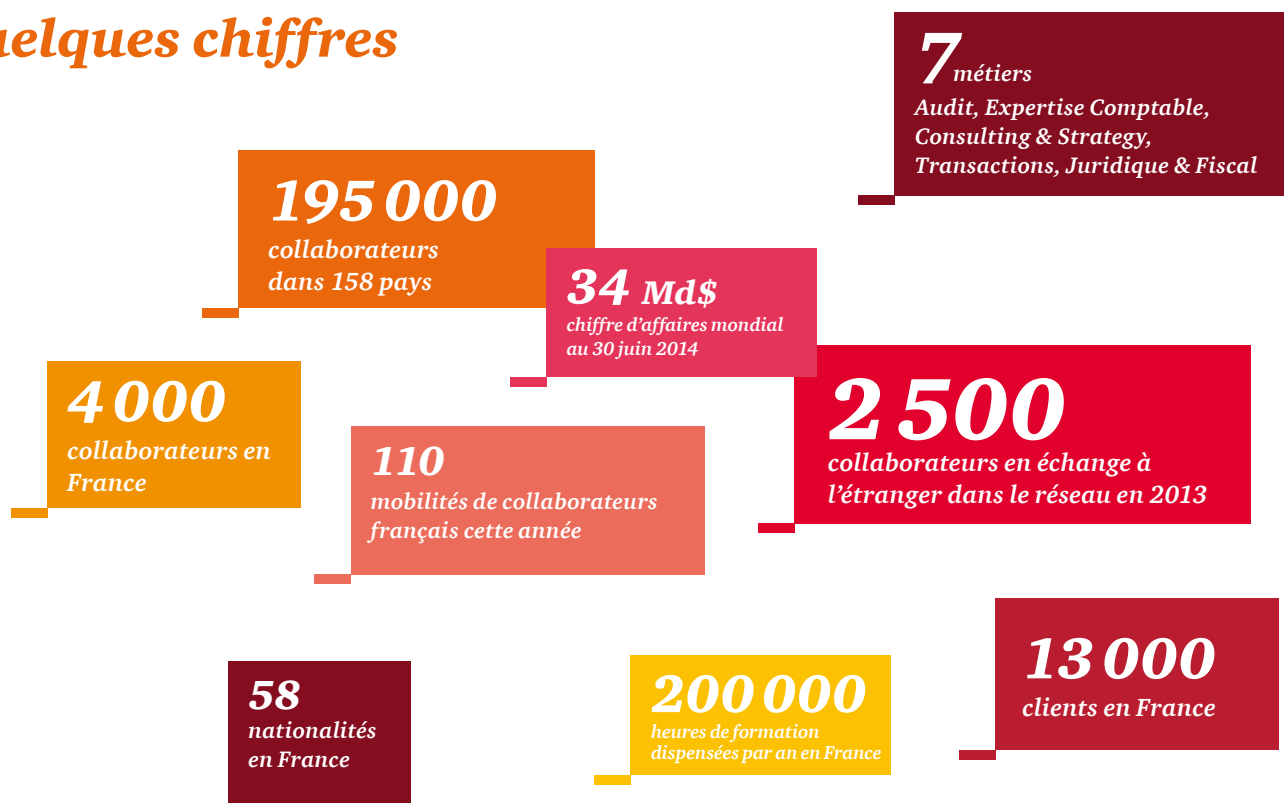 uelques chiffres
7 métiers
Audit, Expertise Comptable,
Consulting & Strategy,
Transactions, Juridique & Fiscal
195 000
collaborateurs
dans 158 pays
34 Md$
chiffre d'affaires mondial
au 30 juin 2014
4 000
collaborateurs en
France
110
mobilités de collaborateurs
français cette année
2 500
collaborateurs en échange à
l'étranger dans le réseau en 2013
58
nationalités
en France
200 000
heures de formation
dispensées par an en France
13 000
clients en France